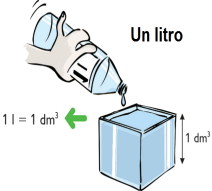 Un litro
1 l = 1 dm³
1 dm³